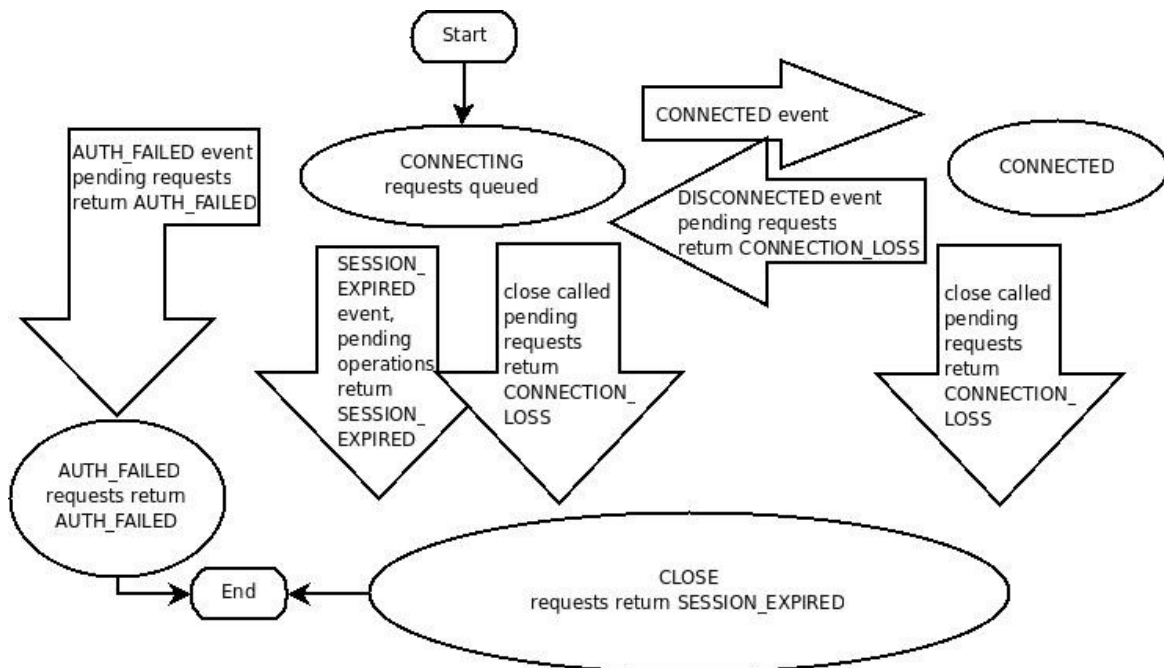 Start
CONNECTED event
AUTH_FAILED event
pending requests
return AUTH_FAILED
CONNECTING
requests queued
CONNECTED
DISCONNECTED event
pending requests
return CONNECTION_LOSS
SESSION_
EXPIRED
event,
pending
operations
return
SESSION_
EXPIRED
close called
pending
requests
return
CONNECTION_
LOSS
close called
pending
requests
return
CONNECTION_
LOSS
AUTH_FAILED
requests return
AUTH_FAILED
End
CLOSE
requests return SESSION_EXPIRED